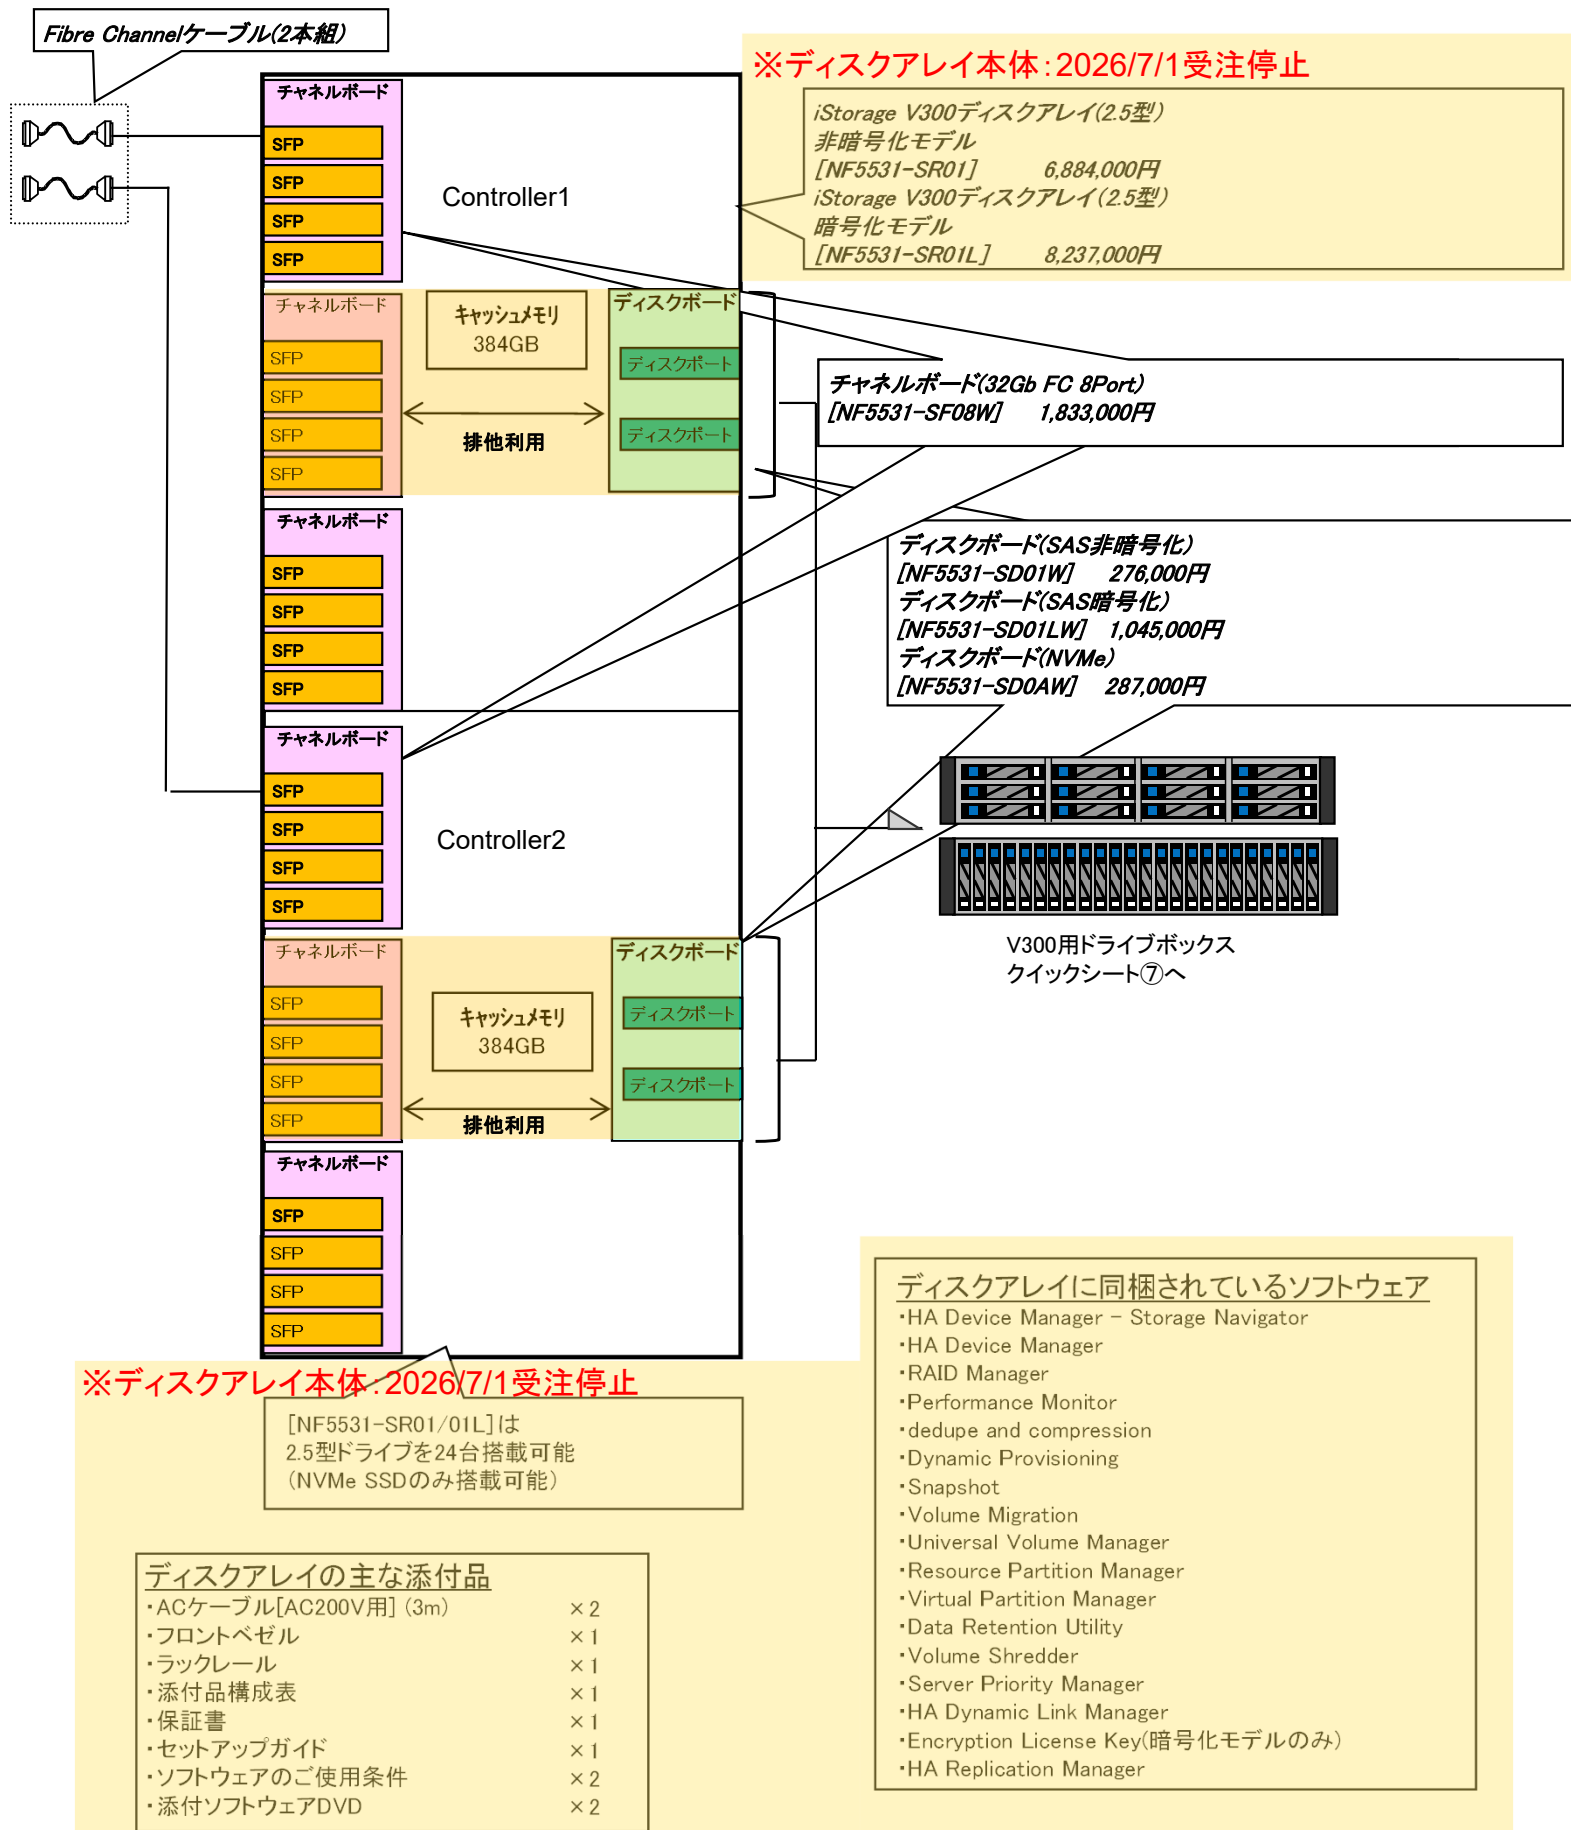 Fibre Channelケーブル(2本組)
※ディスクアレイ本体：2026/7/1受注停止
iStorage V300ディスクアレイ(2.5型)
非暗号化モデル
[NF5531-SR01] 6,884,000円
iStorage V300ディスクアレイ(2.5型)
暗号化モデル
[NF5531-SR01L] 8,237,000円
チャネルボード
SFP
SFP
SFP
SFP
Controller1
チャネルボード
SFP
SFP
SFP
SFP
キャッシュメモリ
384GB
排他利用
ディスクボード
ディスクポート
ディスクポート
チャネルボード(32Gb FC 8Port)
[NF5531-SF08W] 1,833,000円
チャネルボード
SFP
SFP
SFP
SFP
ディスクボード(SAS非暗号化)
[NF5531-SD01W] 276,000円
ディスクボード(SAS暗号化)
[NF5531-SD01LW] 1,045,000円
ディスクボード(NVMe)
[NF5531-SD0AW] 287,000円
チャネルボード
SFP
SFP
SFP
SFP
Controller2
V300用ドライブボックス
クイックシート⑦へ
チャネルボード
SFP
SFP
SFP
SFP
キャッシュメモリ
384GB
排他利用
ディスクボード
ディスクポート
ディスクポート
チャネルボード
SFP
SFP
SFP
SFP
※ディスクアレイ本体：2026/7/1受注停止
[NF5531-SR01/01L]は
2.5型ドライブを24台搭載可能
(NVMe SSDのみ搭載可能)
ディスクアレイの主な添付品
・ACケーブル[AC200V用] (3m) ×2
・フロントベゼル ×1
・ラックレール ×1
・添付品構成表 ×1
・保証書 ×1
・セットアップガイド ×1
・ソフトウェアのご使用条件 ×2
・添付ソフトウェアDVD ×2
ディスクアレイに同梱されているソフトウェア
・HA Device Manager - Storage Navigator
・HA Device Manager
・RAID Manager
・Performance Monitor
・dedupe and compression
・Dynamic Provisioning
・Snapshot
・Volume Migration
・Universal Volume Manager
・Resource Partition Manager
・Virtual Partition Manager
・Data Retention Utility
・Volume Shredder
・Server Priority Manager
・HA Dynamic Link Manager
・Encryption License Key(暗号化モデルのみ)
・HA Replication Manager